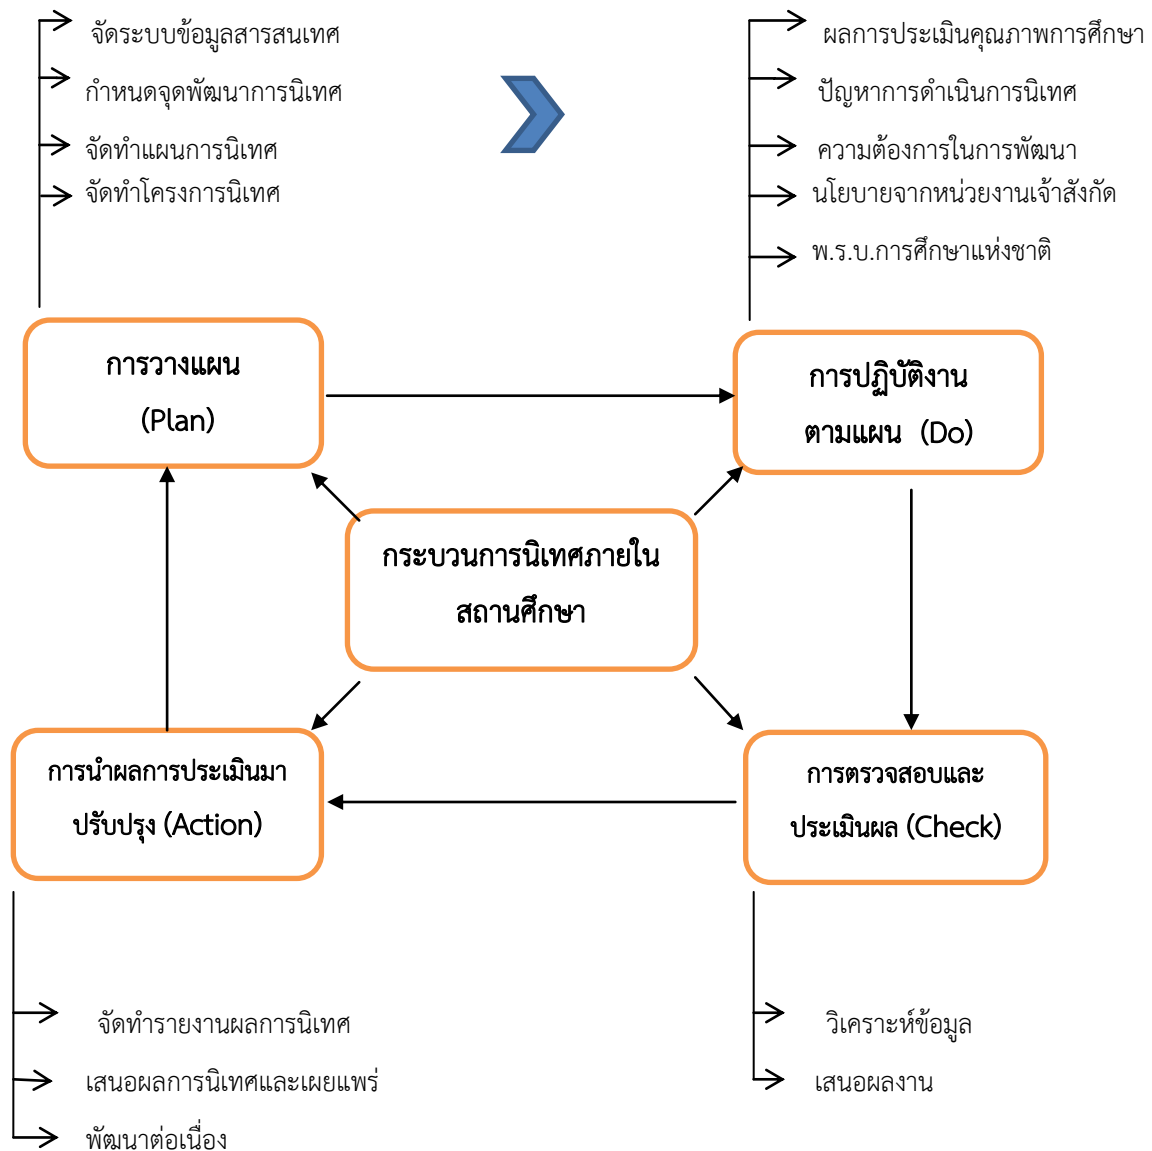 จัดระบบข้อมูลสารสนเทศ
กำหนดจุดพัฒนาการนิเทศ
จัดทำแผนการนิเทศ
จัดทำโครงการนิเทศ
ผลการประเมินคุณภาพการศึกษา
ปัญหาการดำเนินการนิเทศ
ความต้องการในการพัฒนา
นโยบายจากหน่วยงานเจ้าสังกัด
พ.ร.บ.การศึกษาแห่งชาติ
การวางแผน
(Plan)
การปฏิบัติงาน
ตามแผน (Do)
กระบวนการนิเทศภายใน
สถานศึกษา
การนำผลการประเมินมา
ปรับปรุง (Action)
การตรวจสอบและ
ประเมินผล (Check)
จัดทำรายงานผลการนิเทศ
เสนอผลการนิเทศและเผยแพร่
พัฒนาต่อเนื่อง
วิเคราะห์ข้อมูล
เสนอผลงาน